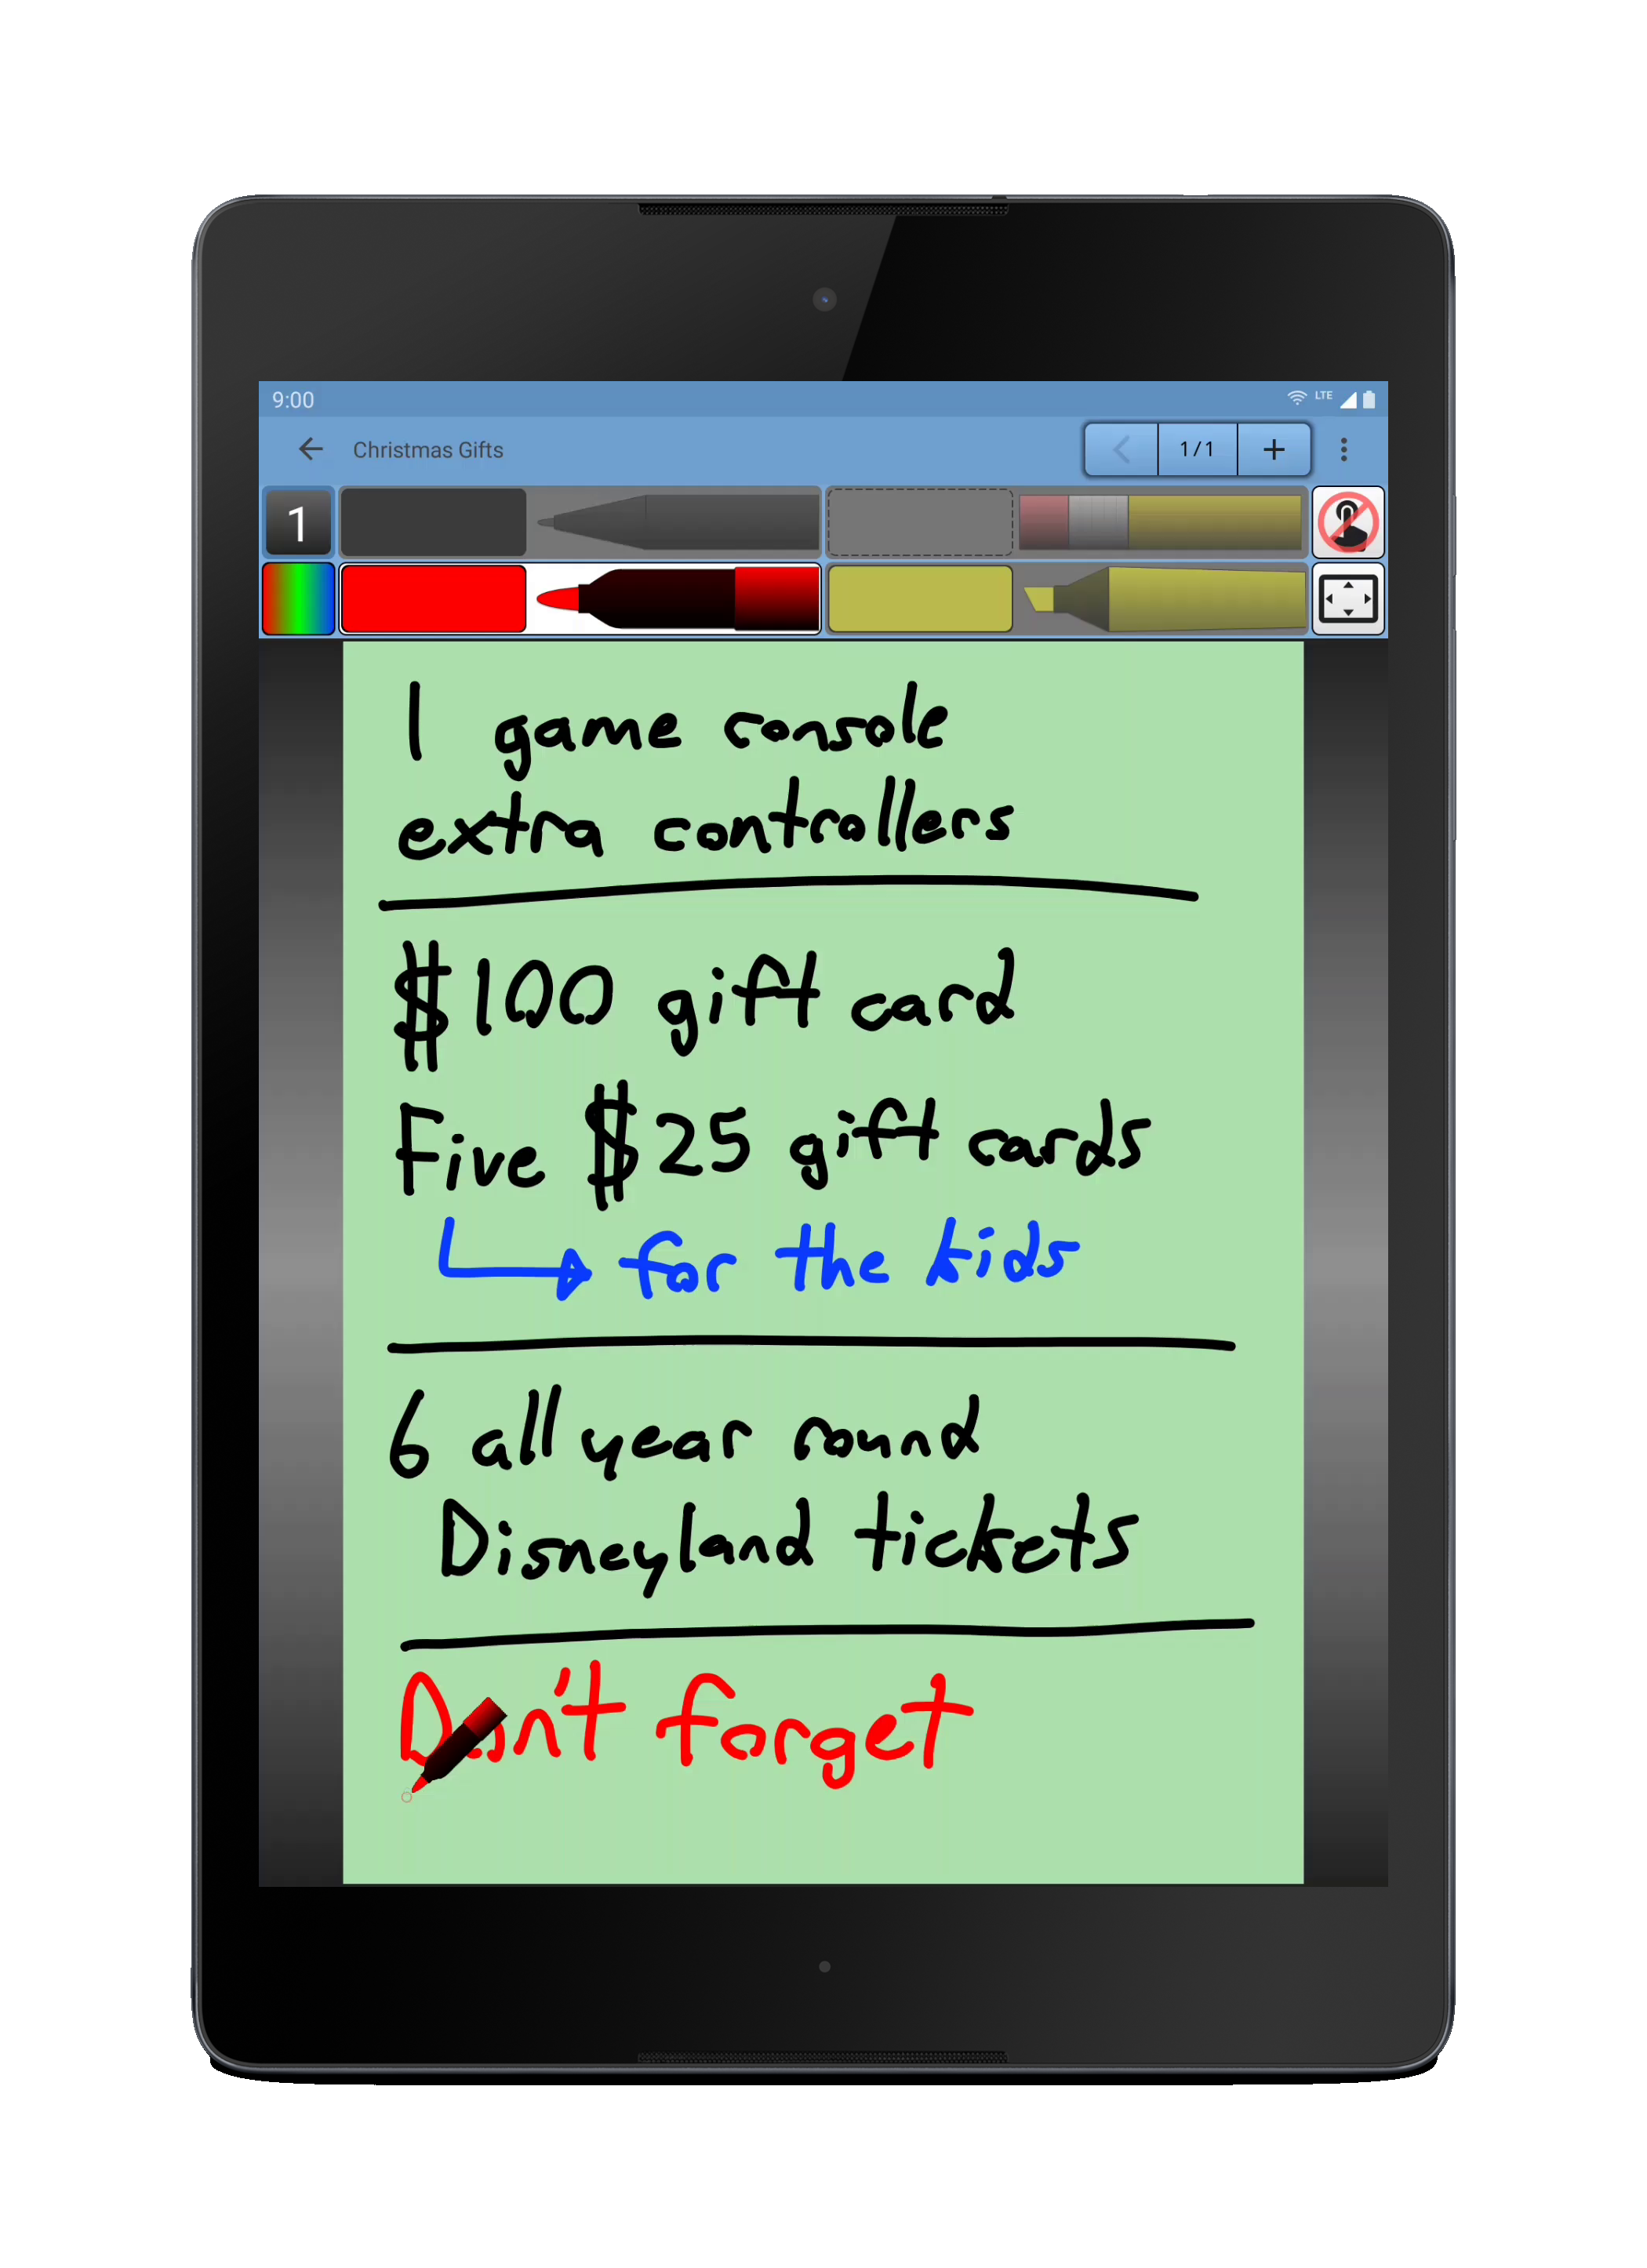 9:00 LTE
Christmas Gifts 1/1 +
1
1 game console
extra controllers
$100 gift card
Five $25 gift cards
for the kids
6 all year round
Disneyland tickets
Don't forget